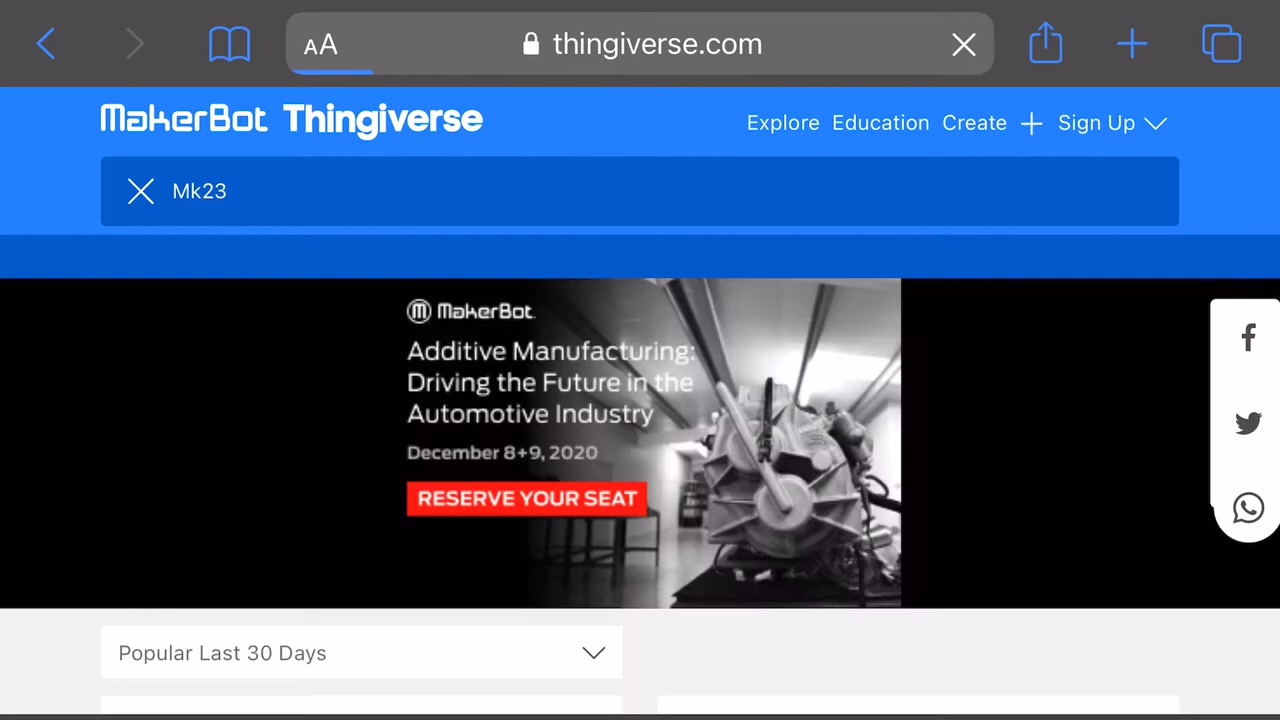 AA thingiverse.com
MakerBot Thingiverse
Explore Education Create Sign Up
Mk23
MakerBot
Additive Manufacturing:
Driving the Future in the
Automotive Industry
December 8+9, 2020
RESERVE YOUR SEAT
Popular Last 30 Days